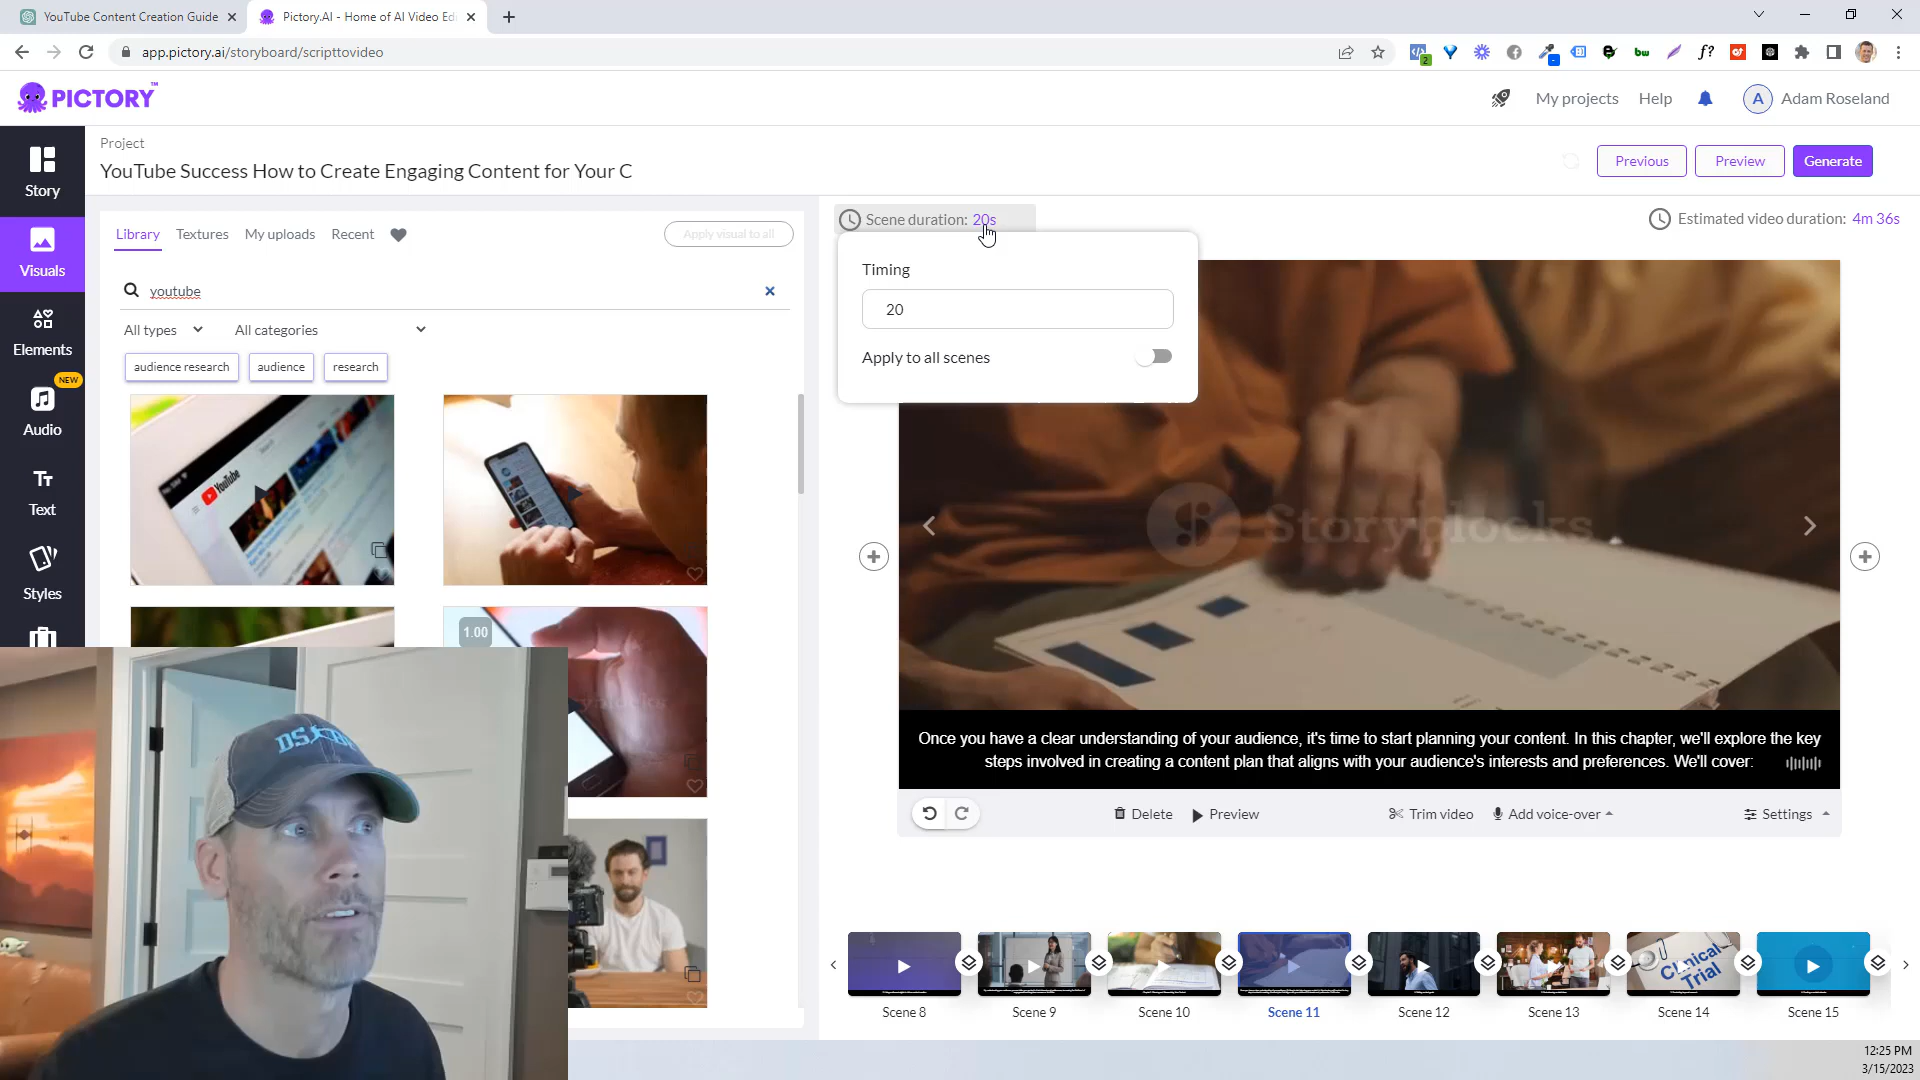 YouTube Content Creation Guide
Pictory.AI - Home of AI Video Edi
app.pictory.ai/storyboard/scripttovideo
2
bw
f?
PICTORY
My projects
Help
A
Adam Roseland
Project
YouTube Success How to Create Engaging Content for Your C
Previous
Preview
Generate
Story
Visuals
Elements
NEW
Audio
Text
Styles
Library
Textures
My uploads
Recent
Apply visual to all
youtube
All types
All categories
audience research
audience
research
YouTube
1.00
Scene duration: 20s
Estimated video duration: 4m 36s
Timing
20
Apply to all scenes
Storyblocks
Once you have a clear understanding of your audience, it's time to start planning your content. In this chapter, we'll explore the key
steps involved in creating a content plan that aligns with your audience's interests and preferences. We'll cover:
Delete
Preview
Trim video
Add voice-over
Settings
Clinical
Trial
Scene 8
Scene 9
Scene 10
Scene 11
Scene 12
Scene 13
Scene 14
Scene 15
12:25 PM
3/15/2023